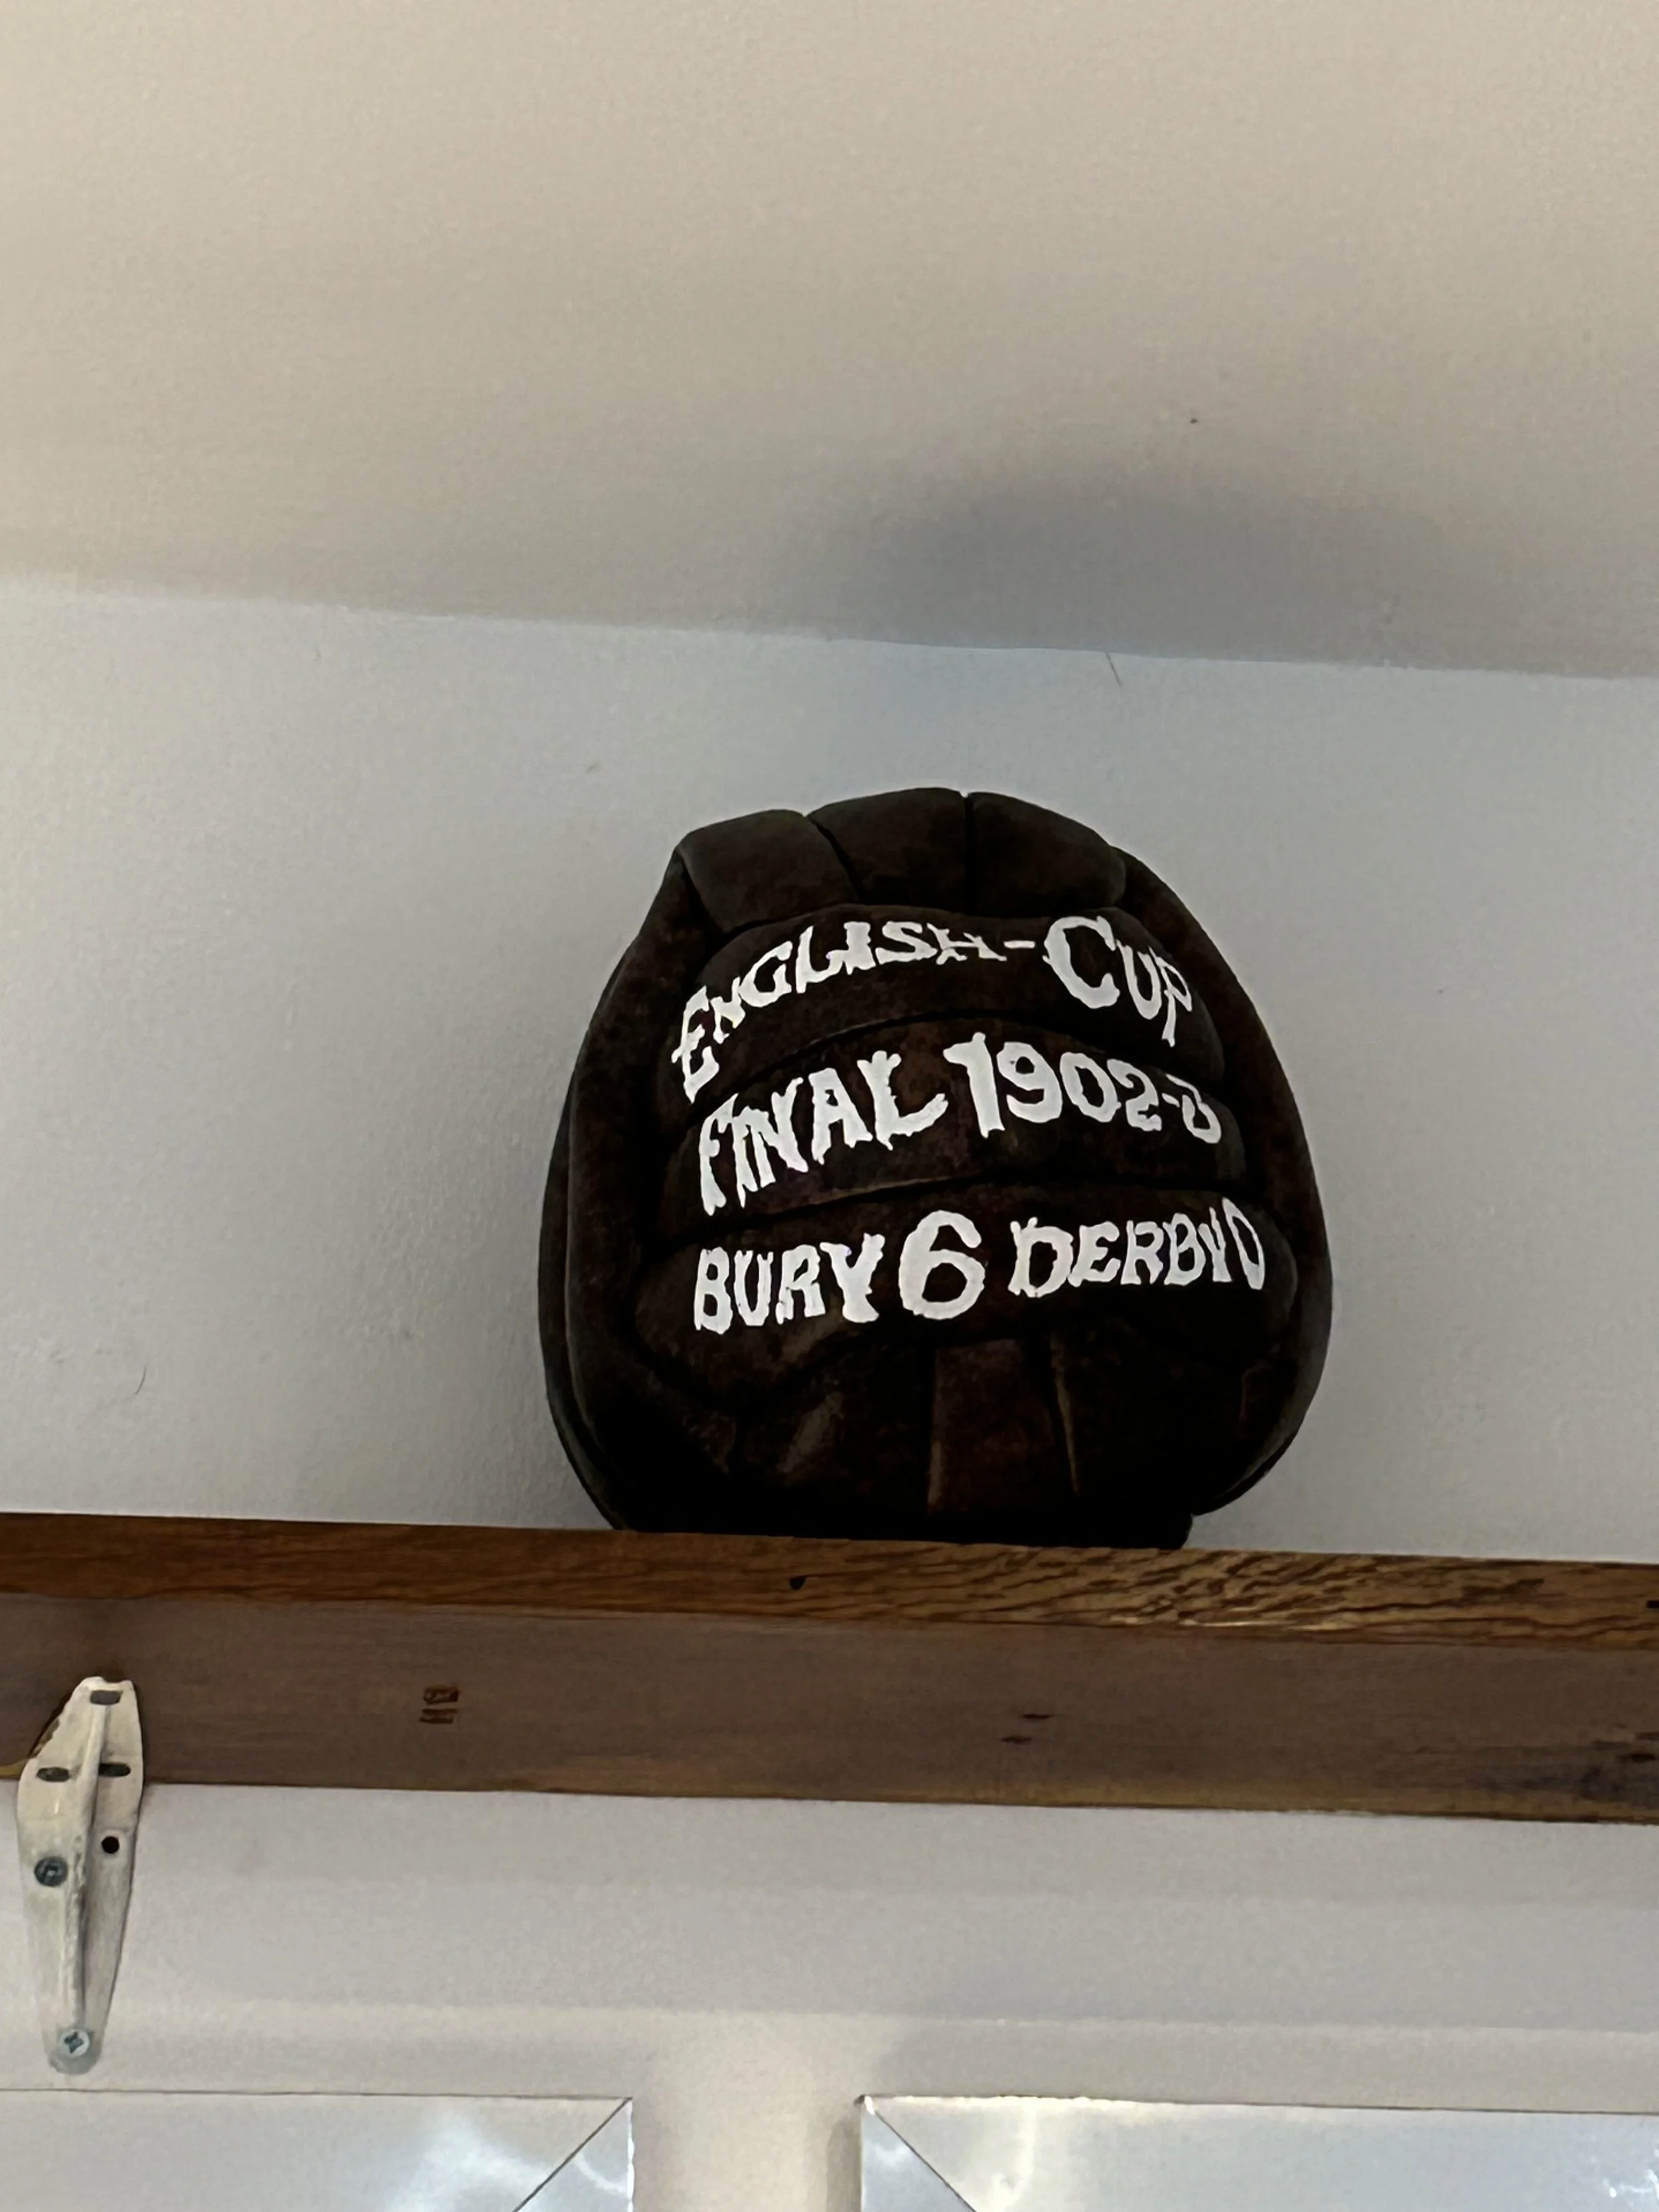 ENGLISH-CUP
FINAL 1902-3
BURY 6 DERBY 0